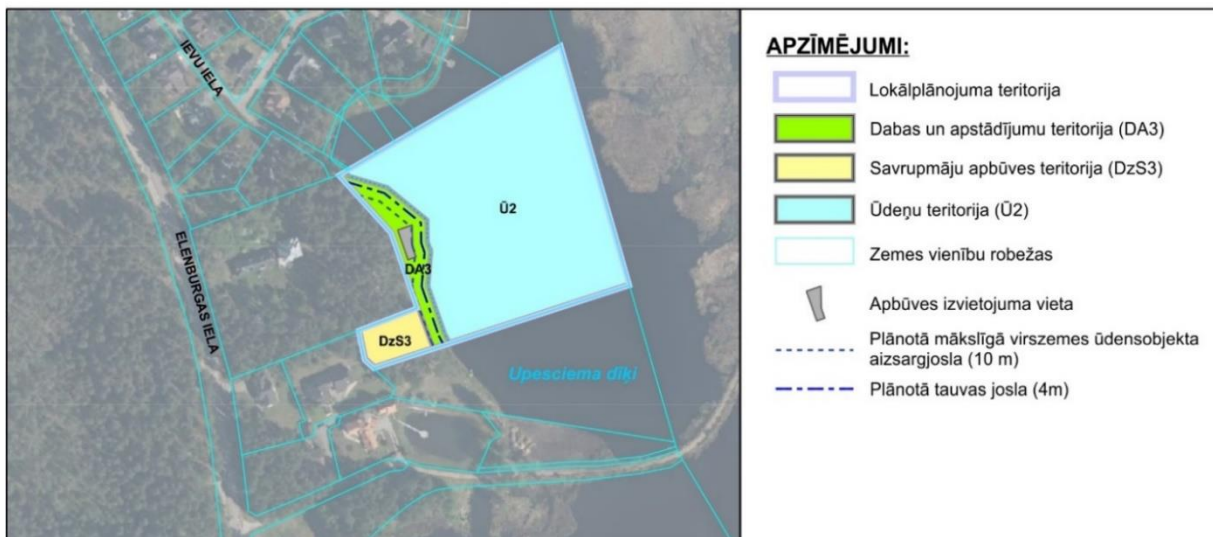 IEVU IELA
ELENBURGAS IELA
Ū2
DA3
DzS3
Upesciema dīķi
APZĪMĒJUMI:
Lokālplānojuma teritorija
Dabas un apstādījumu teritorija (DA3)
Savrupmāju apbūves teritorija (DzS3)
Ūdeņu teritorija (Ū2)
Zemes vienību robežas
Apbūves izvietojuma vieta
Plānotā mākslīgā virszemes ūdensobjekta
aizsargjosla (10 m)
Plānotā tauvas josla (4m)